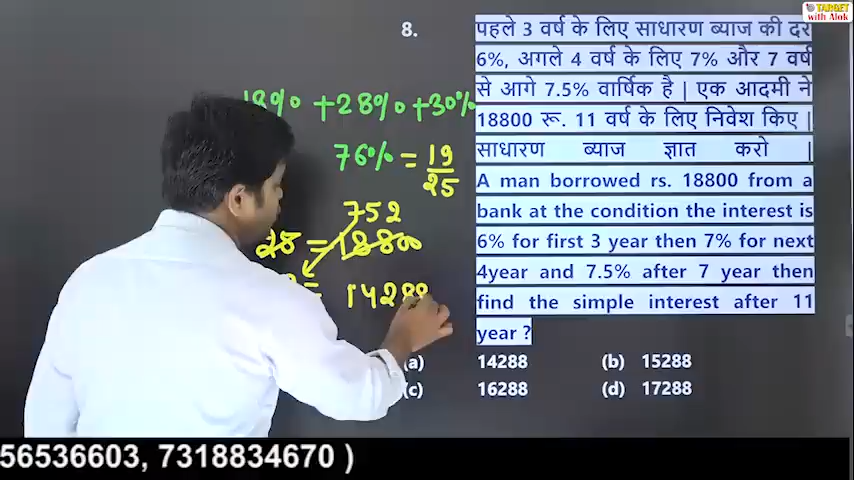 TARGET
with Alok
8.
पहले 3 वर्ष के लिए साधारण ब्याज की दर
6%, अगले 4 वर्ष के लिए 7% और 7 वर्ष
से आगे 7.5% वार्षिक है | एक आदमी ने
18800 रू. 11 वर्ष के लिए निवेश किए |
साधारण ब्याज ज्ञात करो |
A man borrowed rs. 18800 from a
bank at the condition the interest is
6% for first 3 year then 7% for next
4year and 7.5% after 7 year then
find the simple interest after 11
year ?
(a) 14288 (b) 15288
(c) 16288 (d) 17288
18% + 28% + 30%
76% = 19/25
752
25 = 18800
= 14288
56536603, 7318834670 )